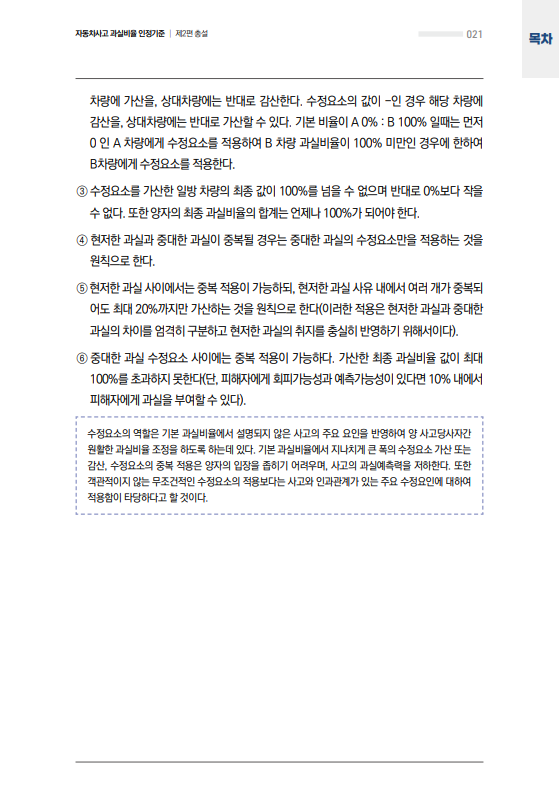 자동차사고 과실비율 인정기준 | 제2편 총설
021
목차
차량에 가산을, 상대차량에는 반대로 감산한다. 수정요소의 값이 -인 경우 해당 차량에
감산을, 상대차량에는 반대로 가산할 수 있다. 기본 비율이 A 0% : B 100% 일때는 먼저
0 인 A 차량에게 수정요소를 적용하여 B 차량 과실비율이 100% 미만인 경우에 한하여
B차량에게 수정요소를 적용한다.
③ 수정요소를 가산한 일방 차량의 최종 값이 100%를 넘을 수 없으며 반대로 0%보다 작을
수 없다. 또한 양자의 최종 과실비율의 합계는 언제나 100%가 되어야 한다.
④ 현저한 과실과 중대한 과실이 중복될 경우는 중대한 과실의 수정요소만을 적용하는 것을
원칙으로 한다.
⑤ 현저한 과실 사이에서는 중복 적용이 가능하되, 현저한 과실 사유 내에서 여러 개가 중복되
어도 최대 20%까지만 가산하는 것을 원칙으로 한다(이러한 적용은 현저한 과실과 중대한
과실의 차이를 엄격히 구분하고 현저한 과실의 취지를 충실히 반영하기 위해서이다).
⑥ 중대한 과실 수정요소 사이에는 중복 적용이 가능하다. 가산한 최종 과실비율 값이 최대
100%를 초과하지 못한다(단, 피해자에게 회피가능성과 예측가능성이 있다면 10% 내에서
피해자에게 과실을 부여할 수 있다).
수정요소의 역할은 기본 과실비율에서 설명되지 않은 사고의 주요 요인을 반영하여 양 사고당사자간
원활한 과실비율 조정을 하도록 하는데 있다. 기본 과실비율에서 지나치게 큰 폭의 수정요소 가산 또는
감산, 수정요소의 중복 적용은 양자의 입장을 좁히기 어려우며, 사고의 과실예측력을 저하한다. 또한
객관적이지 않는 무조건적인 수정요소의 적용보다는 사고와 인과관계가 있는 주요 수정요인에 대하여
적용함이 타당하다고 할 것이다.